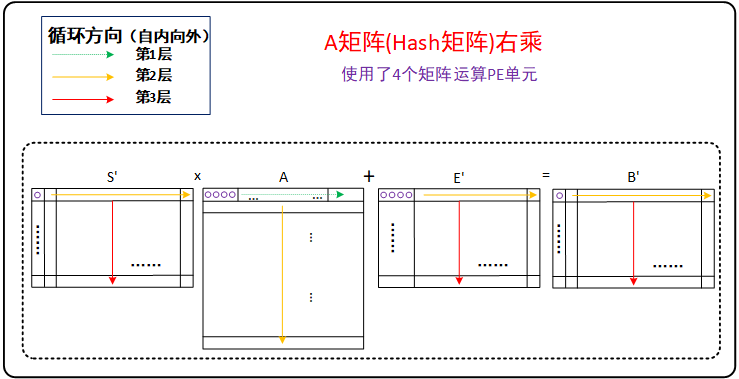 循环方向（自内向外）
第1层
第2层
第3层
A矩阵(Hash矩阵)右乘
使用了4个矩阵运算PE单元
S' x A + E' = B'
... ...
⋮
......
⋮
......
......
......
......
......